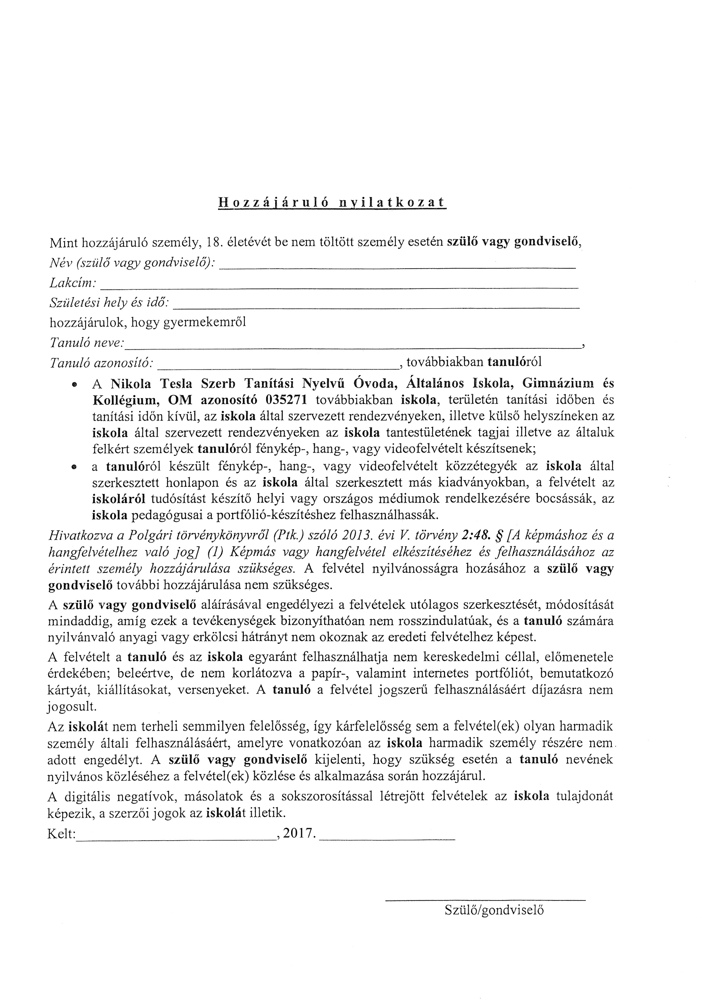 Hozzájáruló nyilatkozat
Mint hozzájáruló személy, 18. életévét be nem töltött személy esetén szülő vagy gondviselő,
Név (szülő vagy gondviselő): ____________________
Lakcím: ____________________
Születési hely és idő: ____________________
hozzájárulok, hogy gyermekemről
Tanuló neve:____________________,
Tanuló azonosító: ____________________, továbbiakban tanulóról
• A Nikola Tesla Szerb Tanítási Nyelvű Óvoda, Általános Iskola, Gimnázium és
Kollégium, OM azonosító 035271 továbbiakban iskola, területén tanítási időben és
tanítási időn kívül, az iskola által szervezett rendezvényeken, illetve külső helyszíneken az
iskola által szervezett rendezvényeken az iskola tantestületének tagjai illetve az általuk
felkért személyek tanulóról fénykép-, hang-, vagy videofelvételt készítsenek;
• a tanulóról készült fénykép-, hang-, vagy videofelvételt közzétegyék az iskola által
szerkesztett honlapon és az iskola által szerkesztett más kiadványokban, a felvételt az
iskoláról tudósítást készítő helyi vagy országos médiumok rendelkezésére bocsássák, az
iskola pedagógusai a portfólió-készítéshez felhasználhassák.
Hivatkozva a Polgári törvénykönyvről (Ptk.) szóló 2013. évi V. törvény 2:48. § [A képmáshoz és a
hangfelvételhez való jog] (1) Képmás vagy hangfelvétel elkészítéséhez és felhasználásához az
érintett személy hozzájárulása szükséges. A felvétel nyilvánosságra hozásához a szülő vagy
gondviselő további hozzájárulása nem szükséges.
A szülő vagy gondviselő aláírásával engedélyezi a felvételek utólagos szerkesztését, módosítását
mindaddig, amíg ezek a tevékenységek bizonyíthatóan nem rosszindulatúak, és a tanuló számára
nyilvánvaló anyagi vagy erkölcsi hátrányt nem okoznak az eredeti felvételhez képest.
A felvételt a tanuló és az iskola egyaránt felhasználhatja nem kereskedelmi céllal, előmenetele
érdekében; beleértve, de nem korlátozva a papír-, valamint internetes portfóliót, bemutatkozó
kártyát, kiállításokat, versenyeket. A tanuló a felvétel jogszerű felhasználásáért díjazásra nem
jogosult.
Az iskolát nem terheli semmilyen felelősség, így kárfelelősség sem a felvétel(ek) olyan harmadik
személy általi felhasználásáért, amelyre vonatkozóan az iskola harmadik személy részére nem
adott engedélyt. A szülő vagy gondviselő kijelenti, hogy szükség esetén a tanuló nevének
nyilvános közléséhez a felvétel(ek) közlése és alkalmazása során hozzájárul.
A digitális negatívok, másolatok és a sokszorosítással létrejött felvételek az iskola tulajdonát
képezik, a szerzői jogok az iskolát illetik.
Kelt:____________________, 2017. ____________________
Szülő/gondviselő